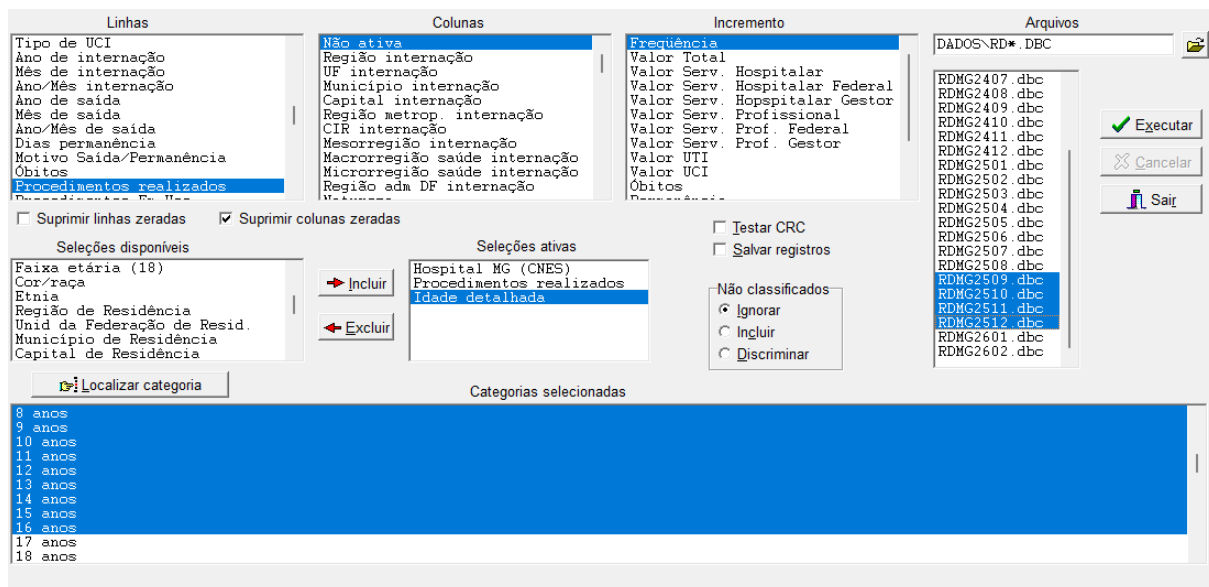 Linhas
Tipo de UCI
Ano de internação
Mês de internação
Ano/Mês internação
Ano de saída
Mês de saída
Ano/Mês de saída
Dias permanência
Motivo Saída/Permanência
Óbitos
Procedimentos realizados
Colunas
Não ativa
Região internação
UF internação
Município internação
Capital internação
Região metrop. internação
CIR internação
Mesorregião internação
Macrorregião saúde internação
Microrregião saúde internação
Região adm DF internação
Incremento
Freqüência
Valor Total
Valor Serv. Hospitalar
Valor Serv. Hospitalar Federal
Valor Serv. Hopspitalar Gestor
Valor Serv. Profissional
Valor Serv. Prof. Federal
Valor Serv. Prof. Gestor
Valor UTI
Valor UCI
Óbitos
Arquivos
DADOS\RD*.DBC
RDMG2407.dbc
RDMG2408.dbc
RDMG2409.dbc
RDMG2410.dbc
RDMG2411.dbc
RDMG2412.dbc
RDMG2501.dbc
RDMG2502.dbc
RDMG2503.dbc
RDMG2504.dbc
RDMG2505.dbc
RDMG2506.dbc
RDMG2507.dbc
RDMG2508.dbc
RDMG2509.dbc
RDMG2510.dbc
RDMG2511.dbc
RDMG2512.dbc
RDMG2601.dbc
RDMG2602.dbc
Executar
Cancelar
Sair
Suprimir linhas zeradas
Suprimir colunas zeradas
Seleções disponíveis
Faixa etária (18)
Cor/raça
Etnia
Região de Residência
Unid da Federação de Resid.
Município de Residência
Capital de Residência
Incluir
Excluir
Seleções ativas
Hospital MG (CNES)
Procedimentos realizados
Idade detalhada
Testar CRC
Salvar registros
Não classificados
Ignorar
Incluir
Discriminar
Localizar categoria
Categorias selecionadas
8 anos
9 anos
10 anos
11 anos
12 anos
13 anos
14 anos
15 anos
16 anos
17 anos
18 anos